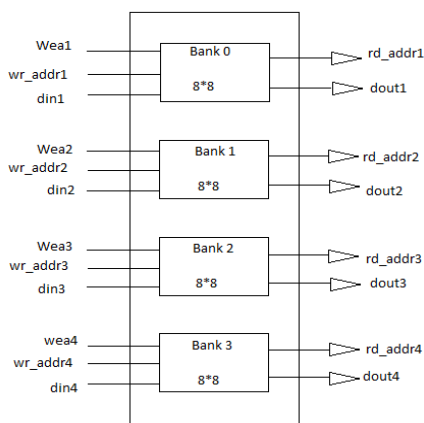 Wea1
wr_addr1
din1
Bank 0
8*8
rd_addr1
dout1
Wea2
wr_addr2
din2
Bank 1
8*8
rd_addr2
dout2
Wea3
wr_addr3
din3
Bank 2
8*8
rd_addr3
dout3
wea4
wr_addr4
din4
Bank 3
8*8
rd_addr4
dout4